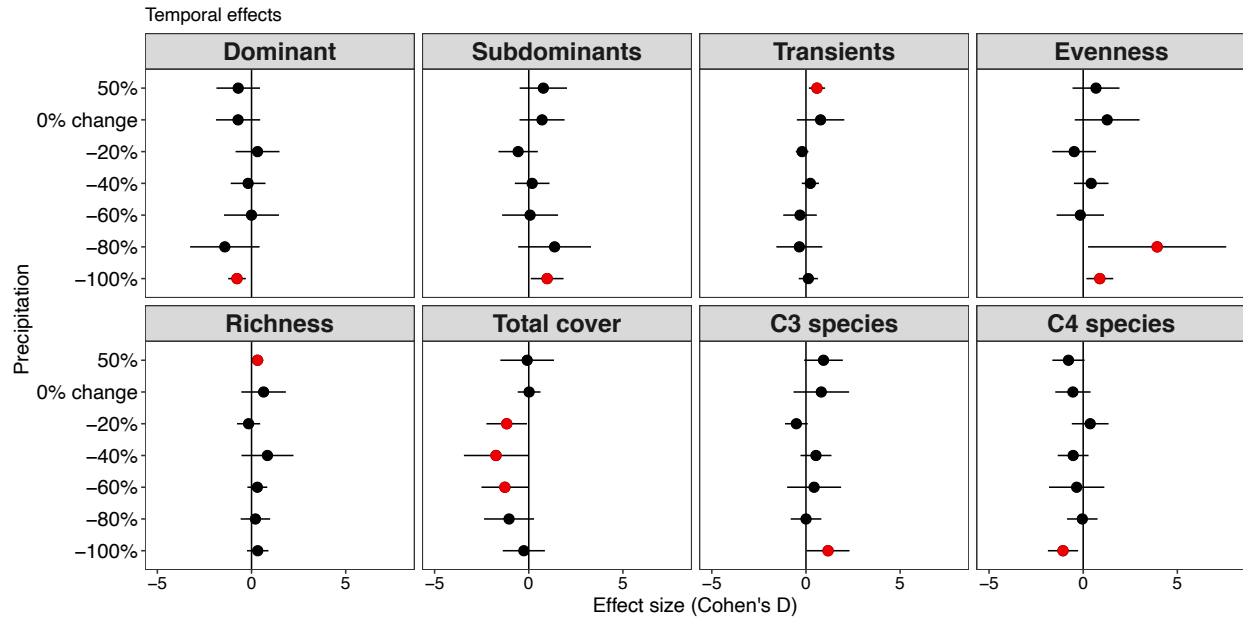 Temporal effects
Dominant Subdominants Transients Evenness
50%
0% change
−20%
−40%
−60%
−80%
−100%
Precipitation
Richness Total cover C3 species C4 species
50%
0% change
−20%
−40%
−60%
−80%
−100%
−5 0 5 −5 0 5 −5 0 5 −5 0 5
Effect size (Cohen's D)